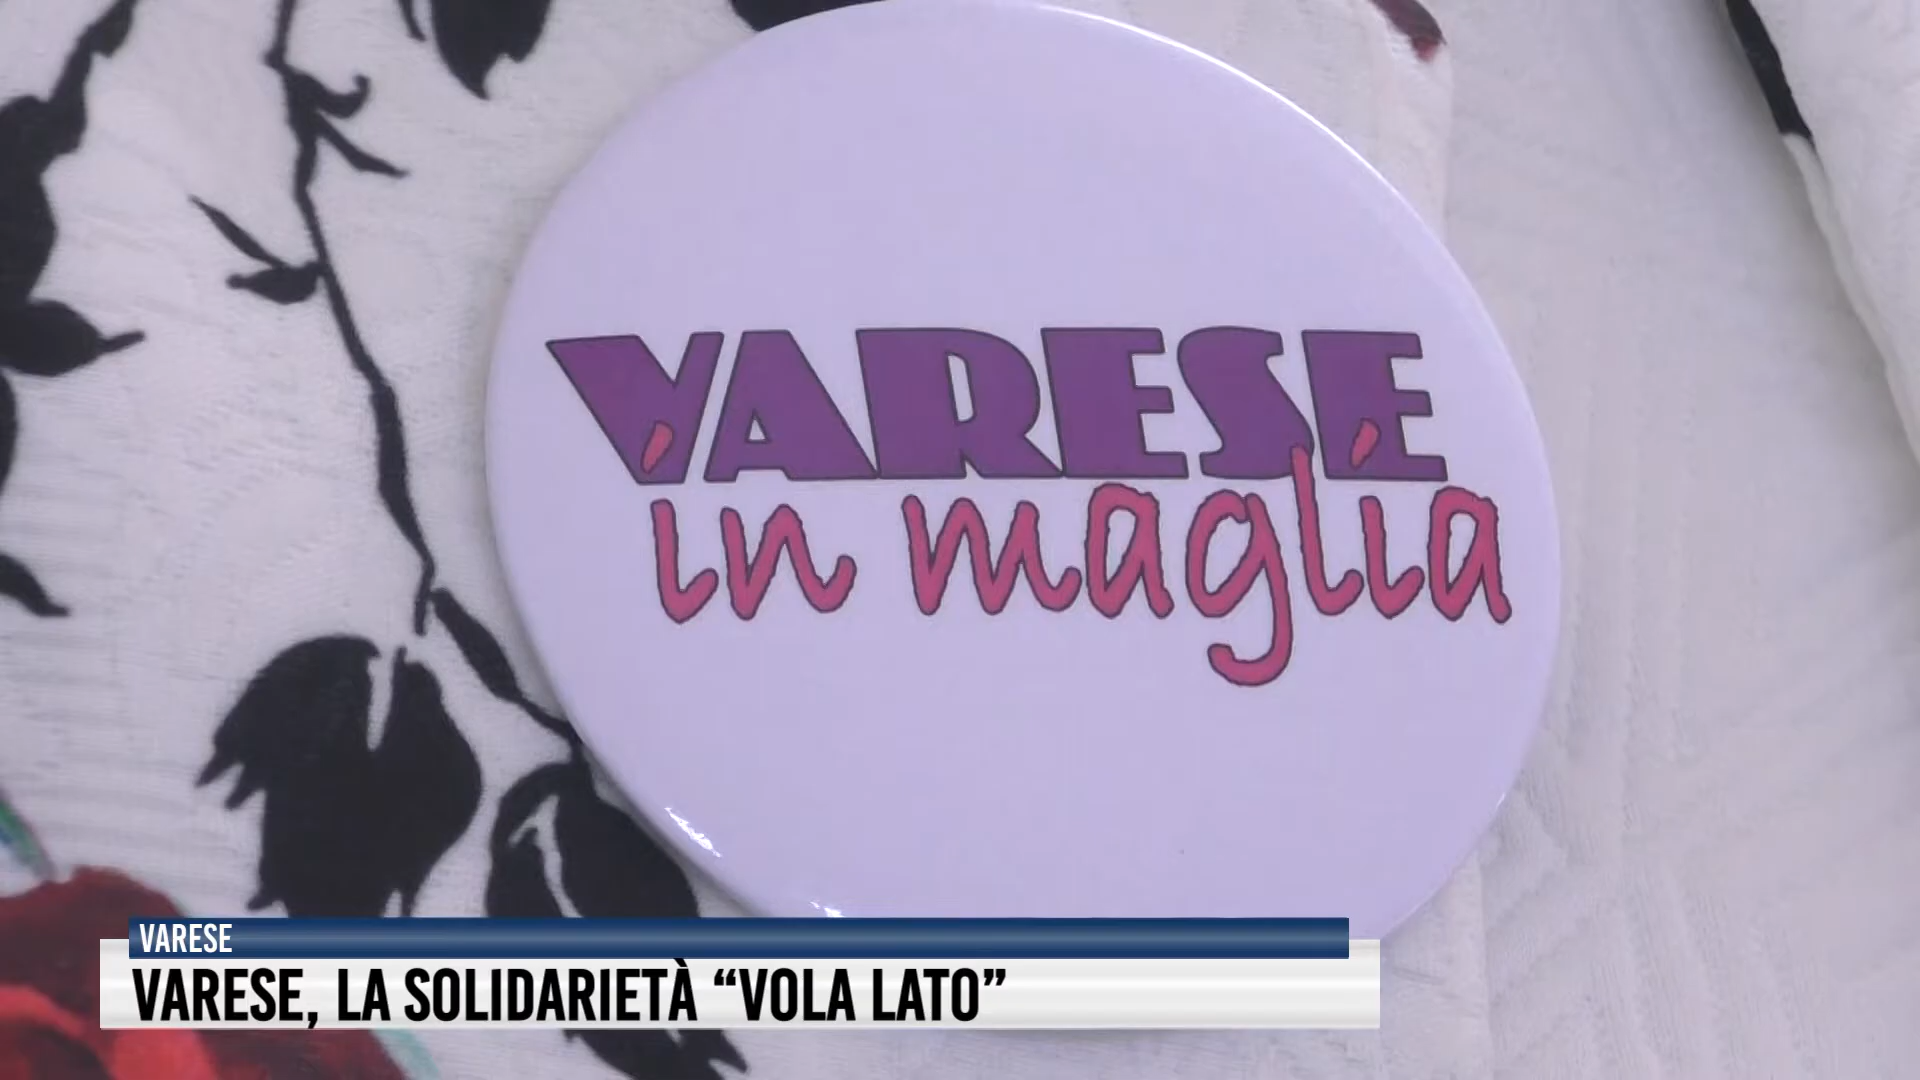 VARESE
in maglia
VARESE
VARESE, LA SOLIDARIETÀ “VOLA LATO”